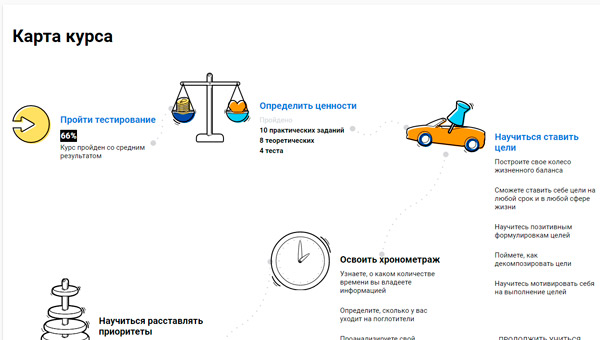 Карта курса
Пройти тестирование
66%
Курс пройден со средним
результатом
Определить ценности
Пройдено
10 практических заданий
8 теоретических
4 теста
Научиться ставить
цели
Постройте свое колесо
жизненного баланса
Сможете ставить себе цели на
любой срок и в любой сфере
жизни
Научитесь позитивным
формулировкам целей
Поймете, как
декомпозировать цели
Научитесь мотивировать себя
на выполнение целей
Освоить хронометраж
Узнаете, о каком количестве
времени вы владеете
информацией
Определите, сколько у вас
уходит на поглотители
Проанализируете свой
Научиться расставлять
приоритеты
ПРОДОЛЖИТЬ УЧИТЬСЯ